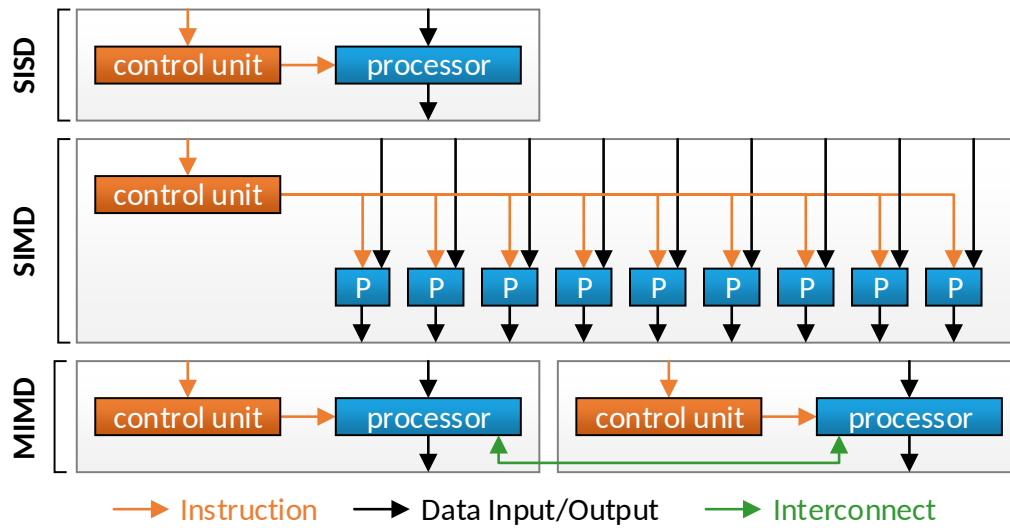 SISD
control unit
processor
SIMD
control unit
P P P P P P P P P
MIMD
control unit
processor
control unit
processor
Instruction
Data Input/Output
Interconnect